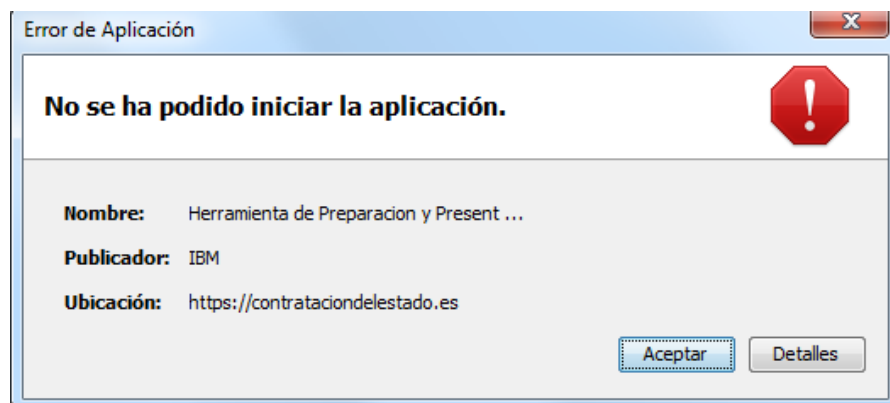 Error de Aplicación
No se ha podido iniciar la aplicación.
Nombre: Herramienta de Preparacion y Present ...
Publicador: IBM
Ubicación: https://contrataciondelestado.es
Aceptar Detalles